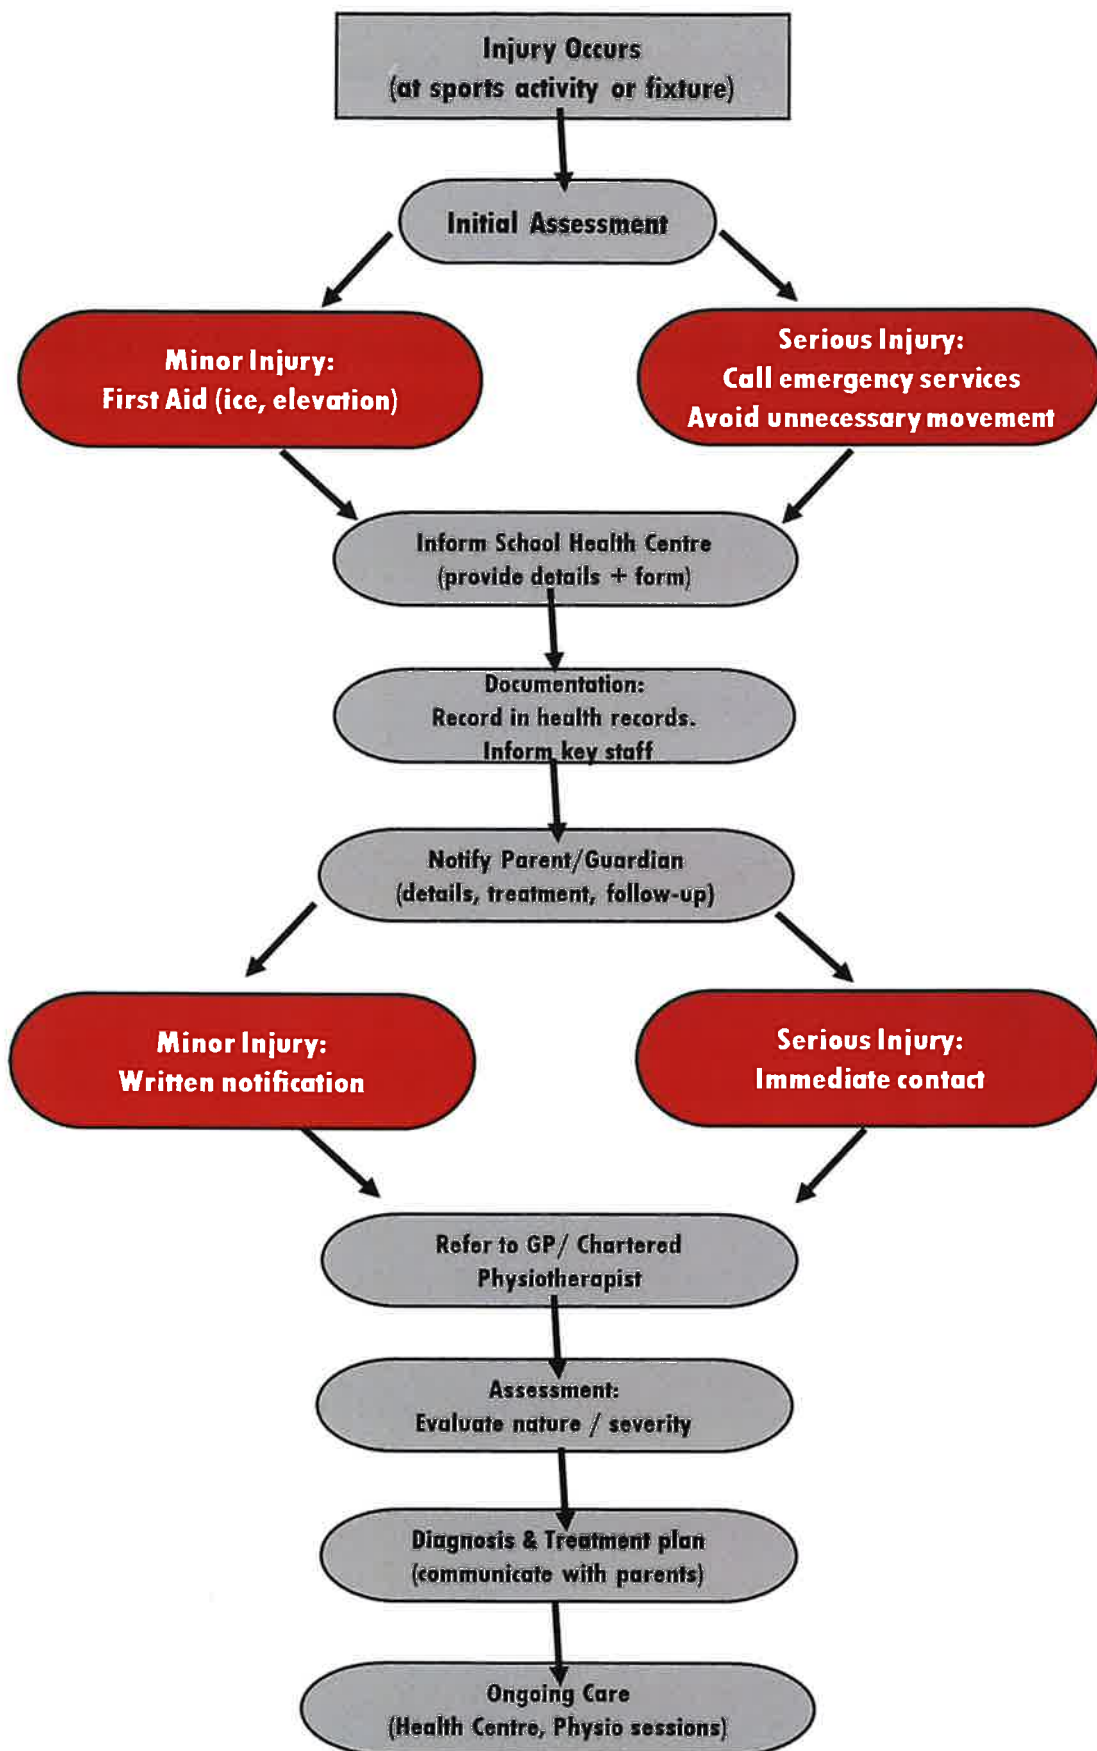 Injury Occurs
(at sports activity or fixture)
Initial Assessment
Minor Injury:
First Aid (ice, elevation)
Serious Injury:
Call emergency services
Avoid unnecessary movement
Inform School Health Centre
(provide details + form)
Documentation:
Record in health records.
Inform key staff
Notify Parent/Guardian
(details, treatment, follow-up)
Minor Injury:
Written notification
Serious Injury:
Immediate contact
Refer to GP/ Chartered
Physiotherapist
Assessment:
Evaluate nature / severity
Diagnosis & Treatment plan
(communicate with parents)
Ongoing Care
(Health Centre, Physio sessions)